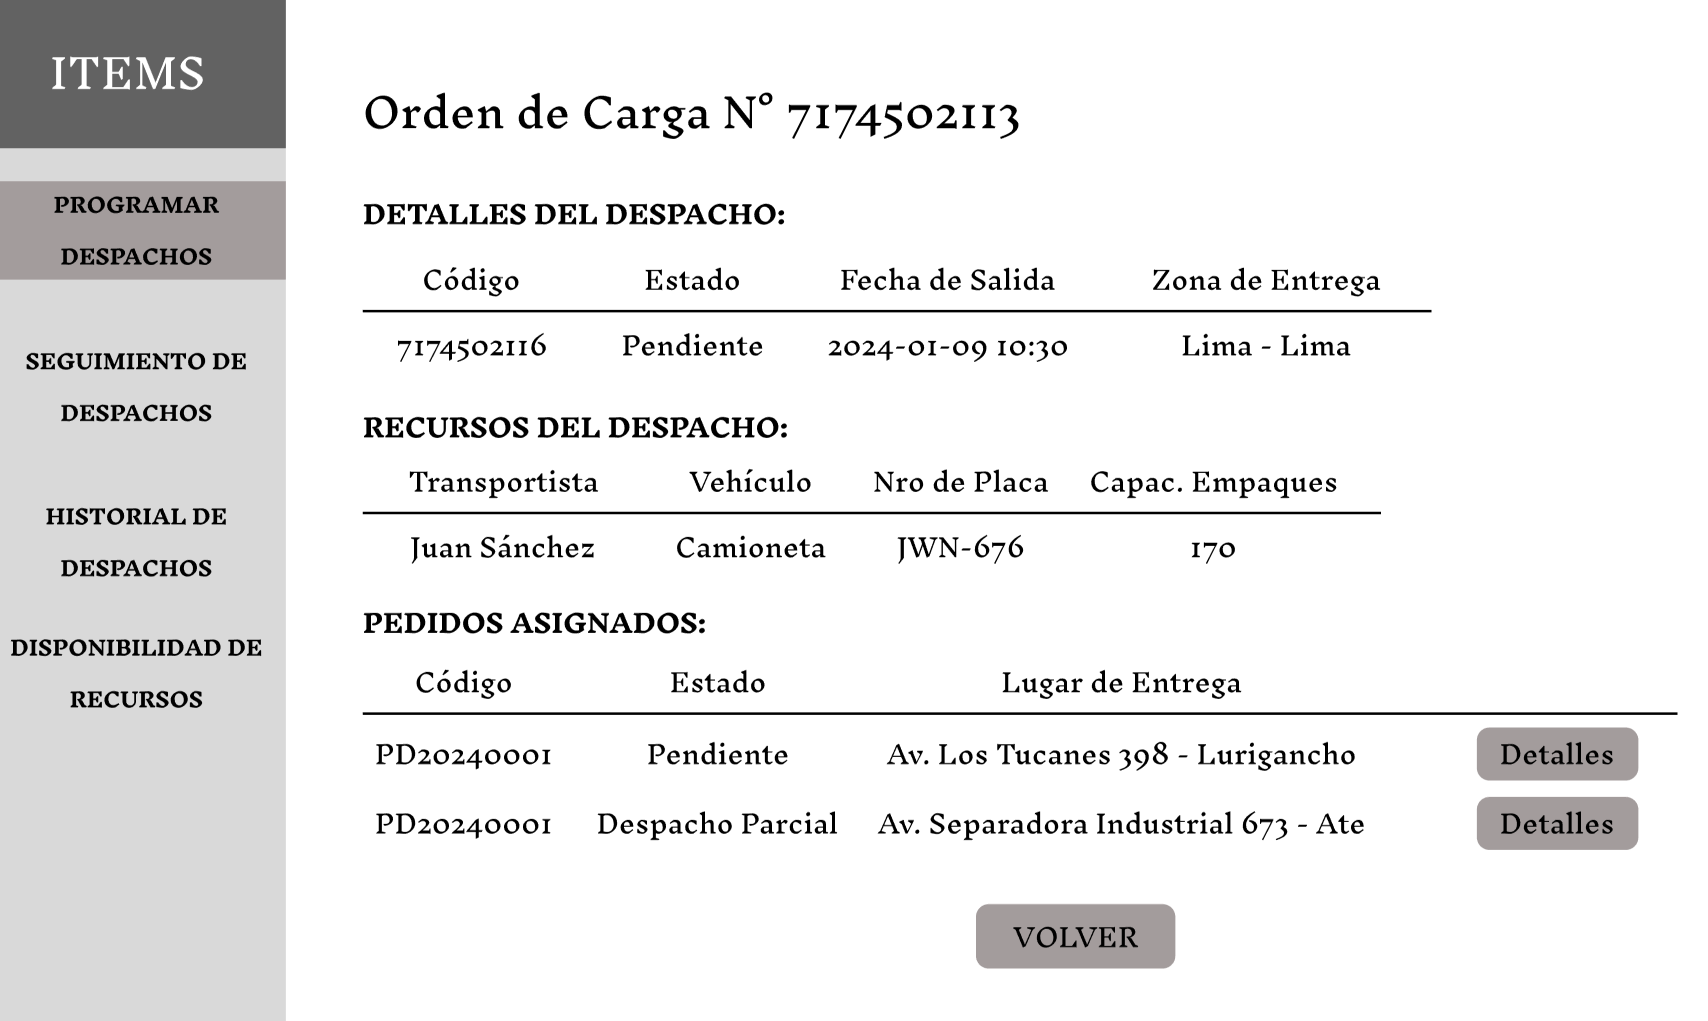 ITEMS
PROGRAMAR
DESPACHOS
SEGUIMIENTO DE
DESPACHOS
HISTORIAL DE
DESPACHOS
DISPONIBILIDAD DE
RECURSOS
Orden de Carga N° 7174502113
DETALLES DEL DESPACHO:
Código Estado Fecha de Salida Zona de Entrega
7174502116 Pendiente 2024-01-09 10:30 Lima - Lima
RECURSOS DEL DESPACHO:
Transportista Vehículo Nro de Placa Capac. Empaques
Juan Sánchez Camioneta JWN-676 170
PEDIDOS ASIGNADOS:
Código Estado Lugar de Entrega
PD20240001 Pendiente Av. Los Tucanes 398 - Lurigancho Detalles
PD20240001 Despacho Parcial Av. Separadora Industrial 673 - Ate Detalles
VOLVER